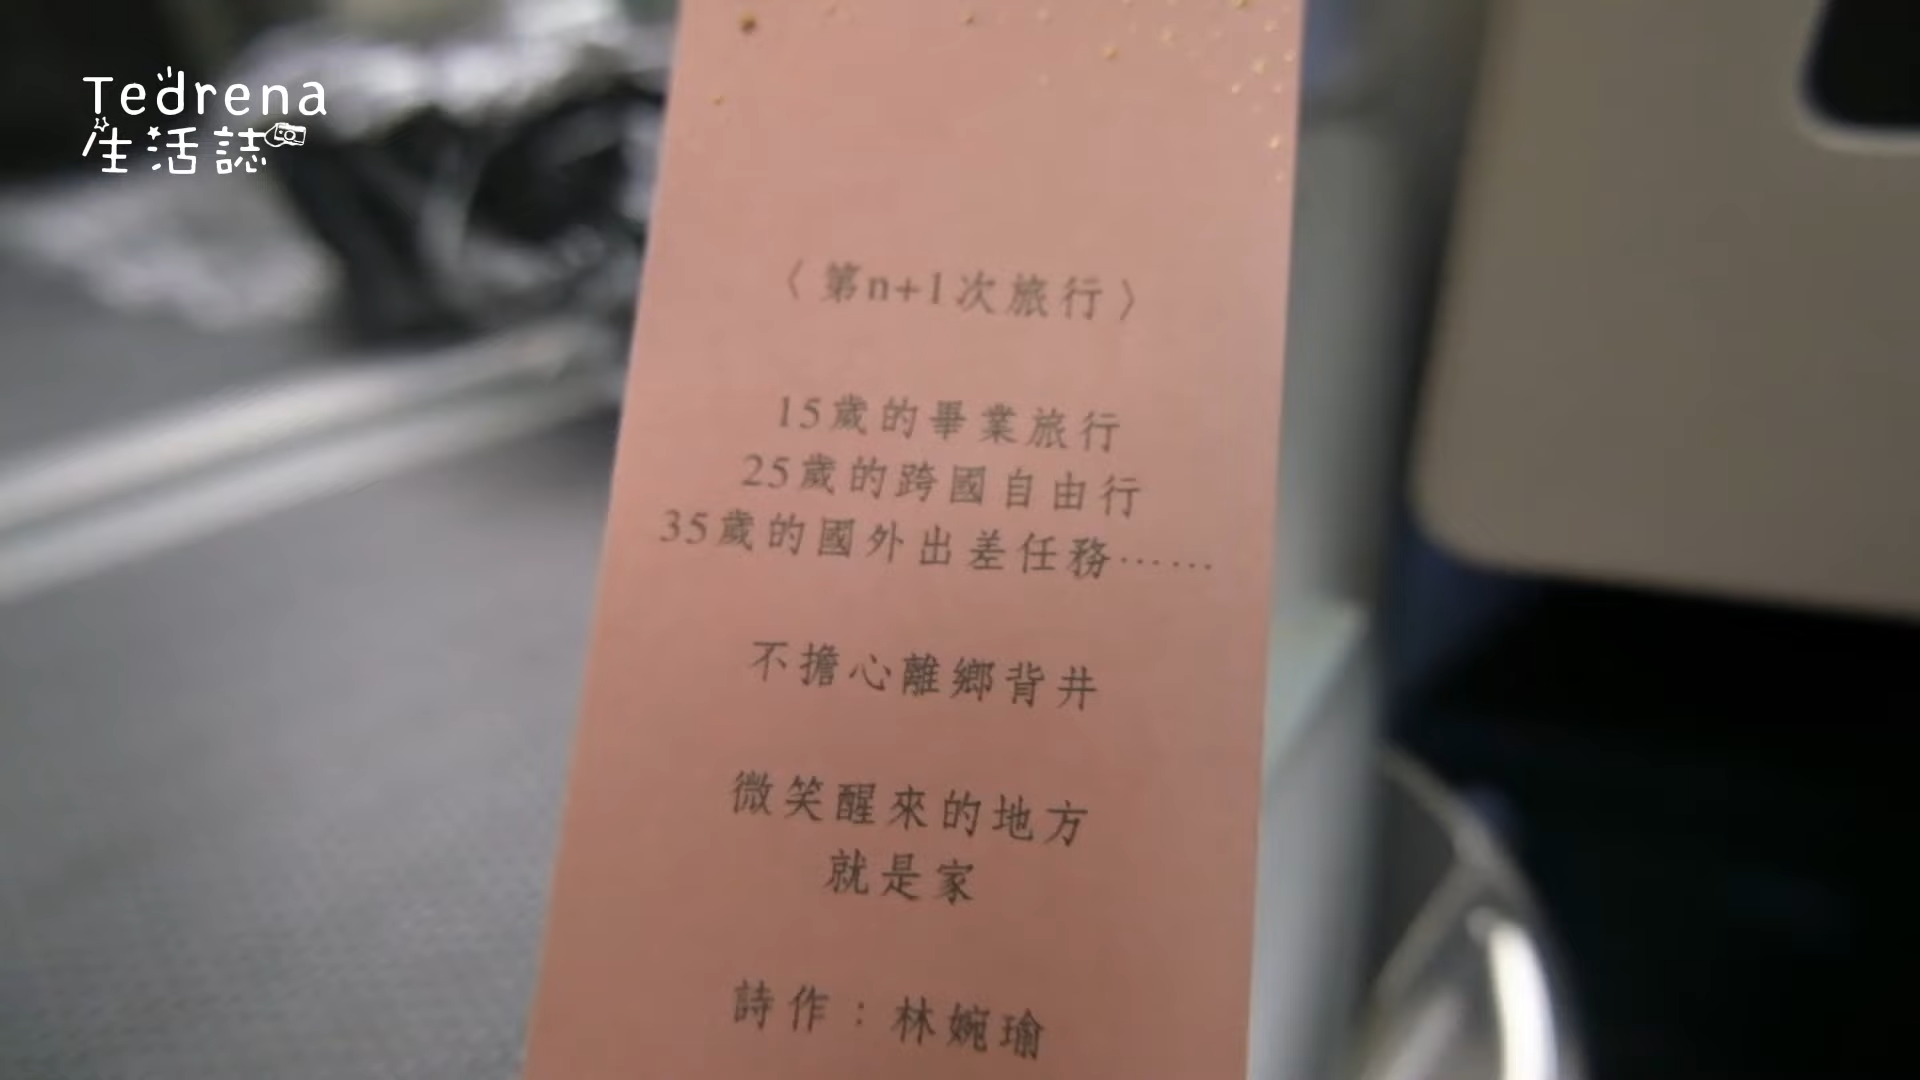 Tedrena
生活誌
〈第n+1次旅行〉
15歲的畢業旅行
25歲的跨國自由行
35歲的國外出差任務⋯⋯
不擔心離鄉背井
微笑醒來的地方
就是家
詩作：林婉瑜